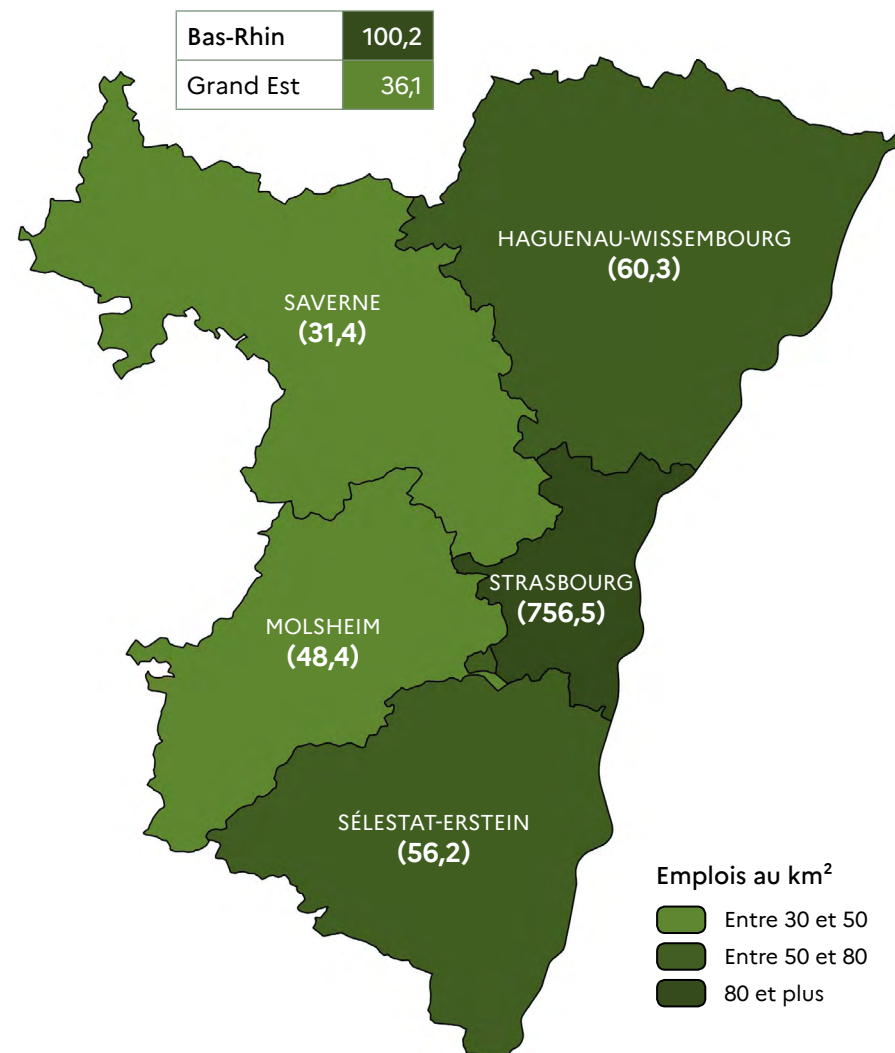 Bas-Rhin 100,2
Grand Est 36,1
HAGUENAU-WISSEMBOURG
(60,3)
SAVERNE
(31,4)
STRASBOURG
(756,5)
MOLSHEIM
(48,4)
SÉLESTAT-ERSTEIN
(56,2)
Emplois au km²
Entre 30 et 50
Entre 50 et 80
80 et plus